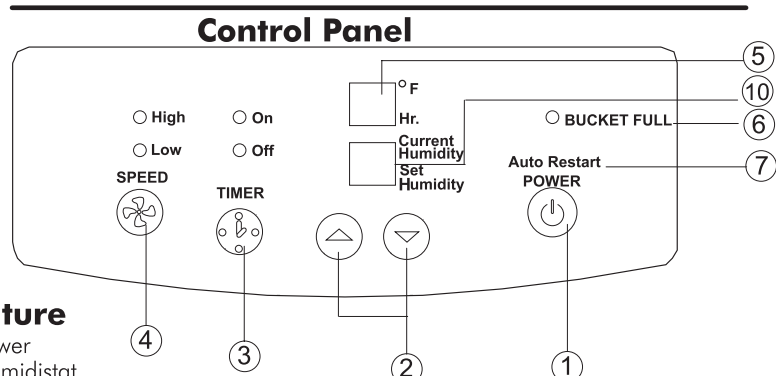 Control Panel
°F
Hr.
High
On
BUCKET FULL
Low
Off
Current
Humidity
Set
Humidity
Auto Restart
POWER
SPEED
TIMER
5
10
6
7
ture
wer
midistat
4
3
2
1